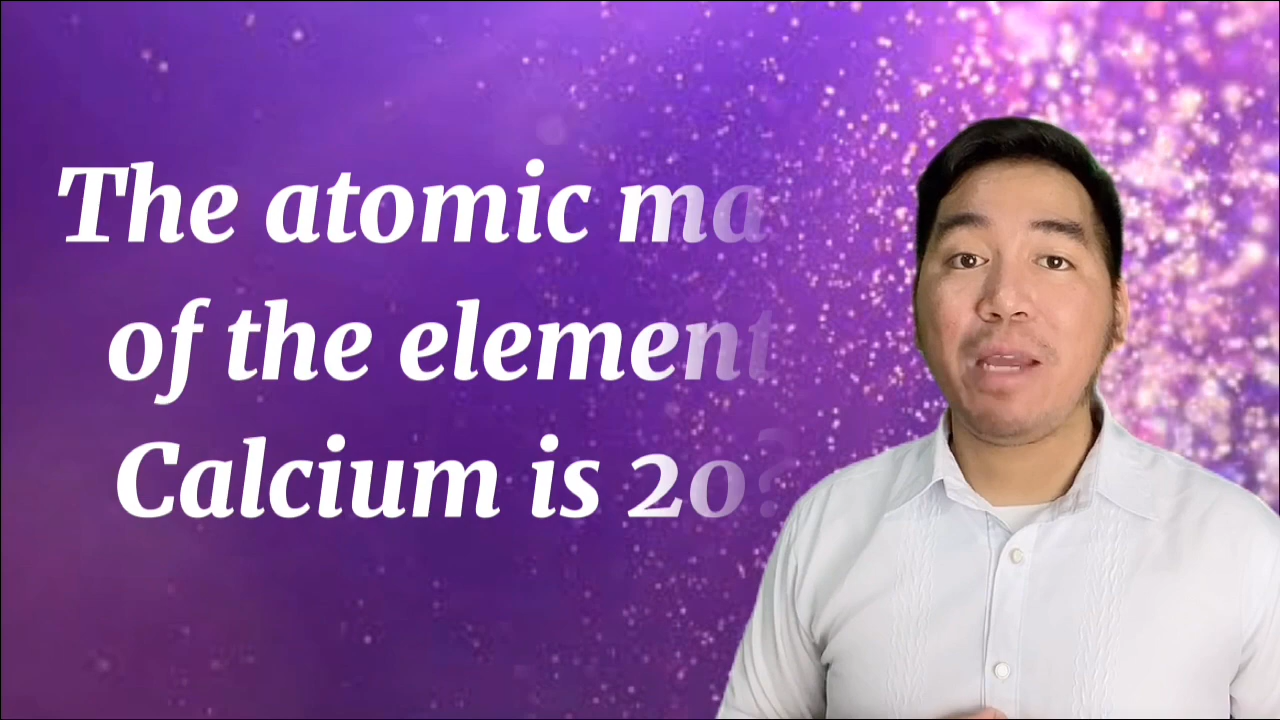 The atomic ma
of the element
Calcium is 20?